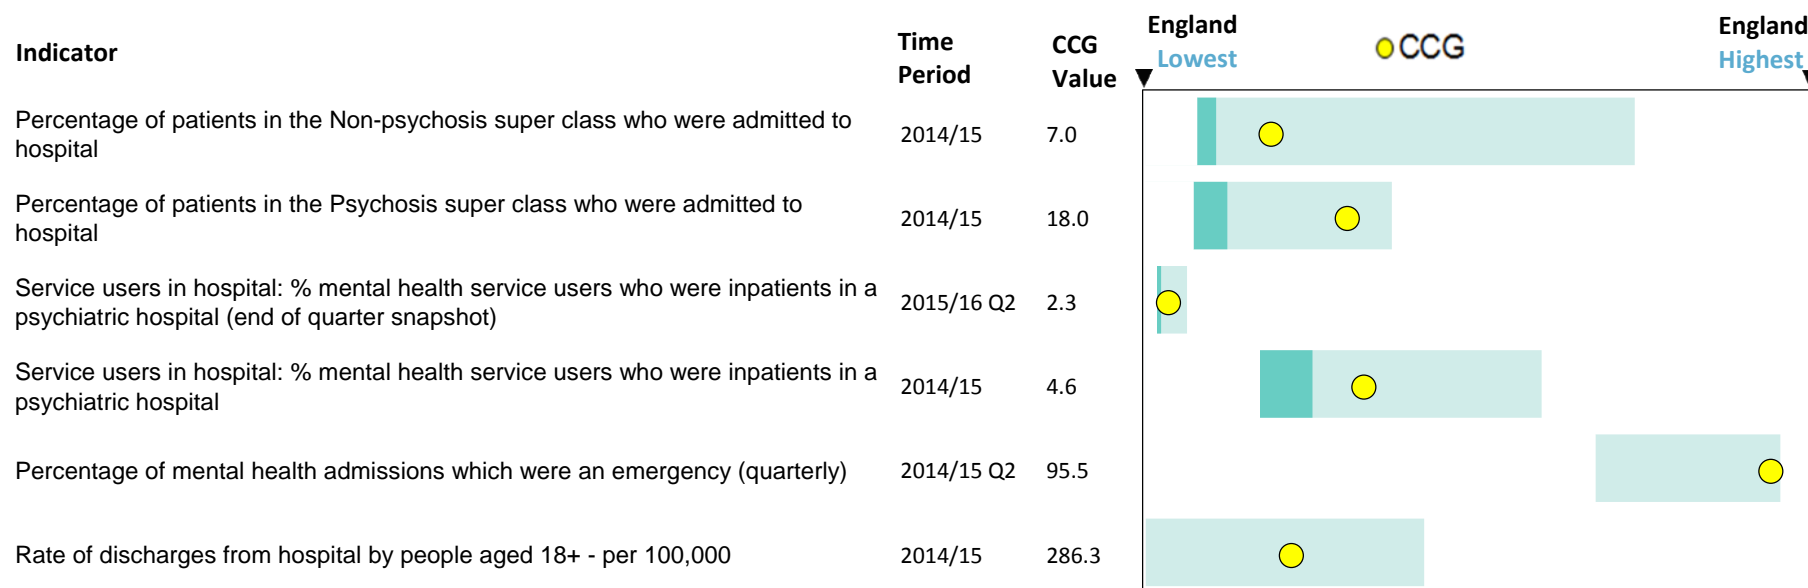 Indicator
Time
Period
CCG
Value
England
Lowest
CCG
England
Highest
Percentage of patients in the Non-psychosis super class who were admitted to
hospital
2014/15
7.0
Percentage of patients in the Psychosis super class who were admitted to
hospital
2014/15
18.0
Service users in hospital: % mental health service users who were inpatients in a
psychiatric hospital (end of quarter snapshot)
2015/16 Q2
2.3
Service users in hospital: % mental health service users who were inpatients in a
psychiatric hospital
2014/15
4.6
Percentage of mental health admissions which were an emergency (quarterly)
2014/15 Q2
95.5
Rate of discharges from hospital by people aged 18+ - per 100,000
2014/15
286.3